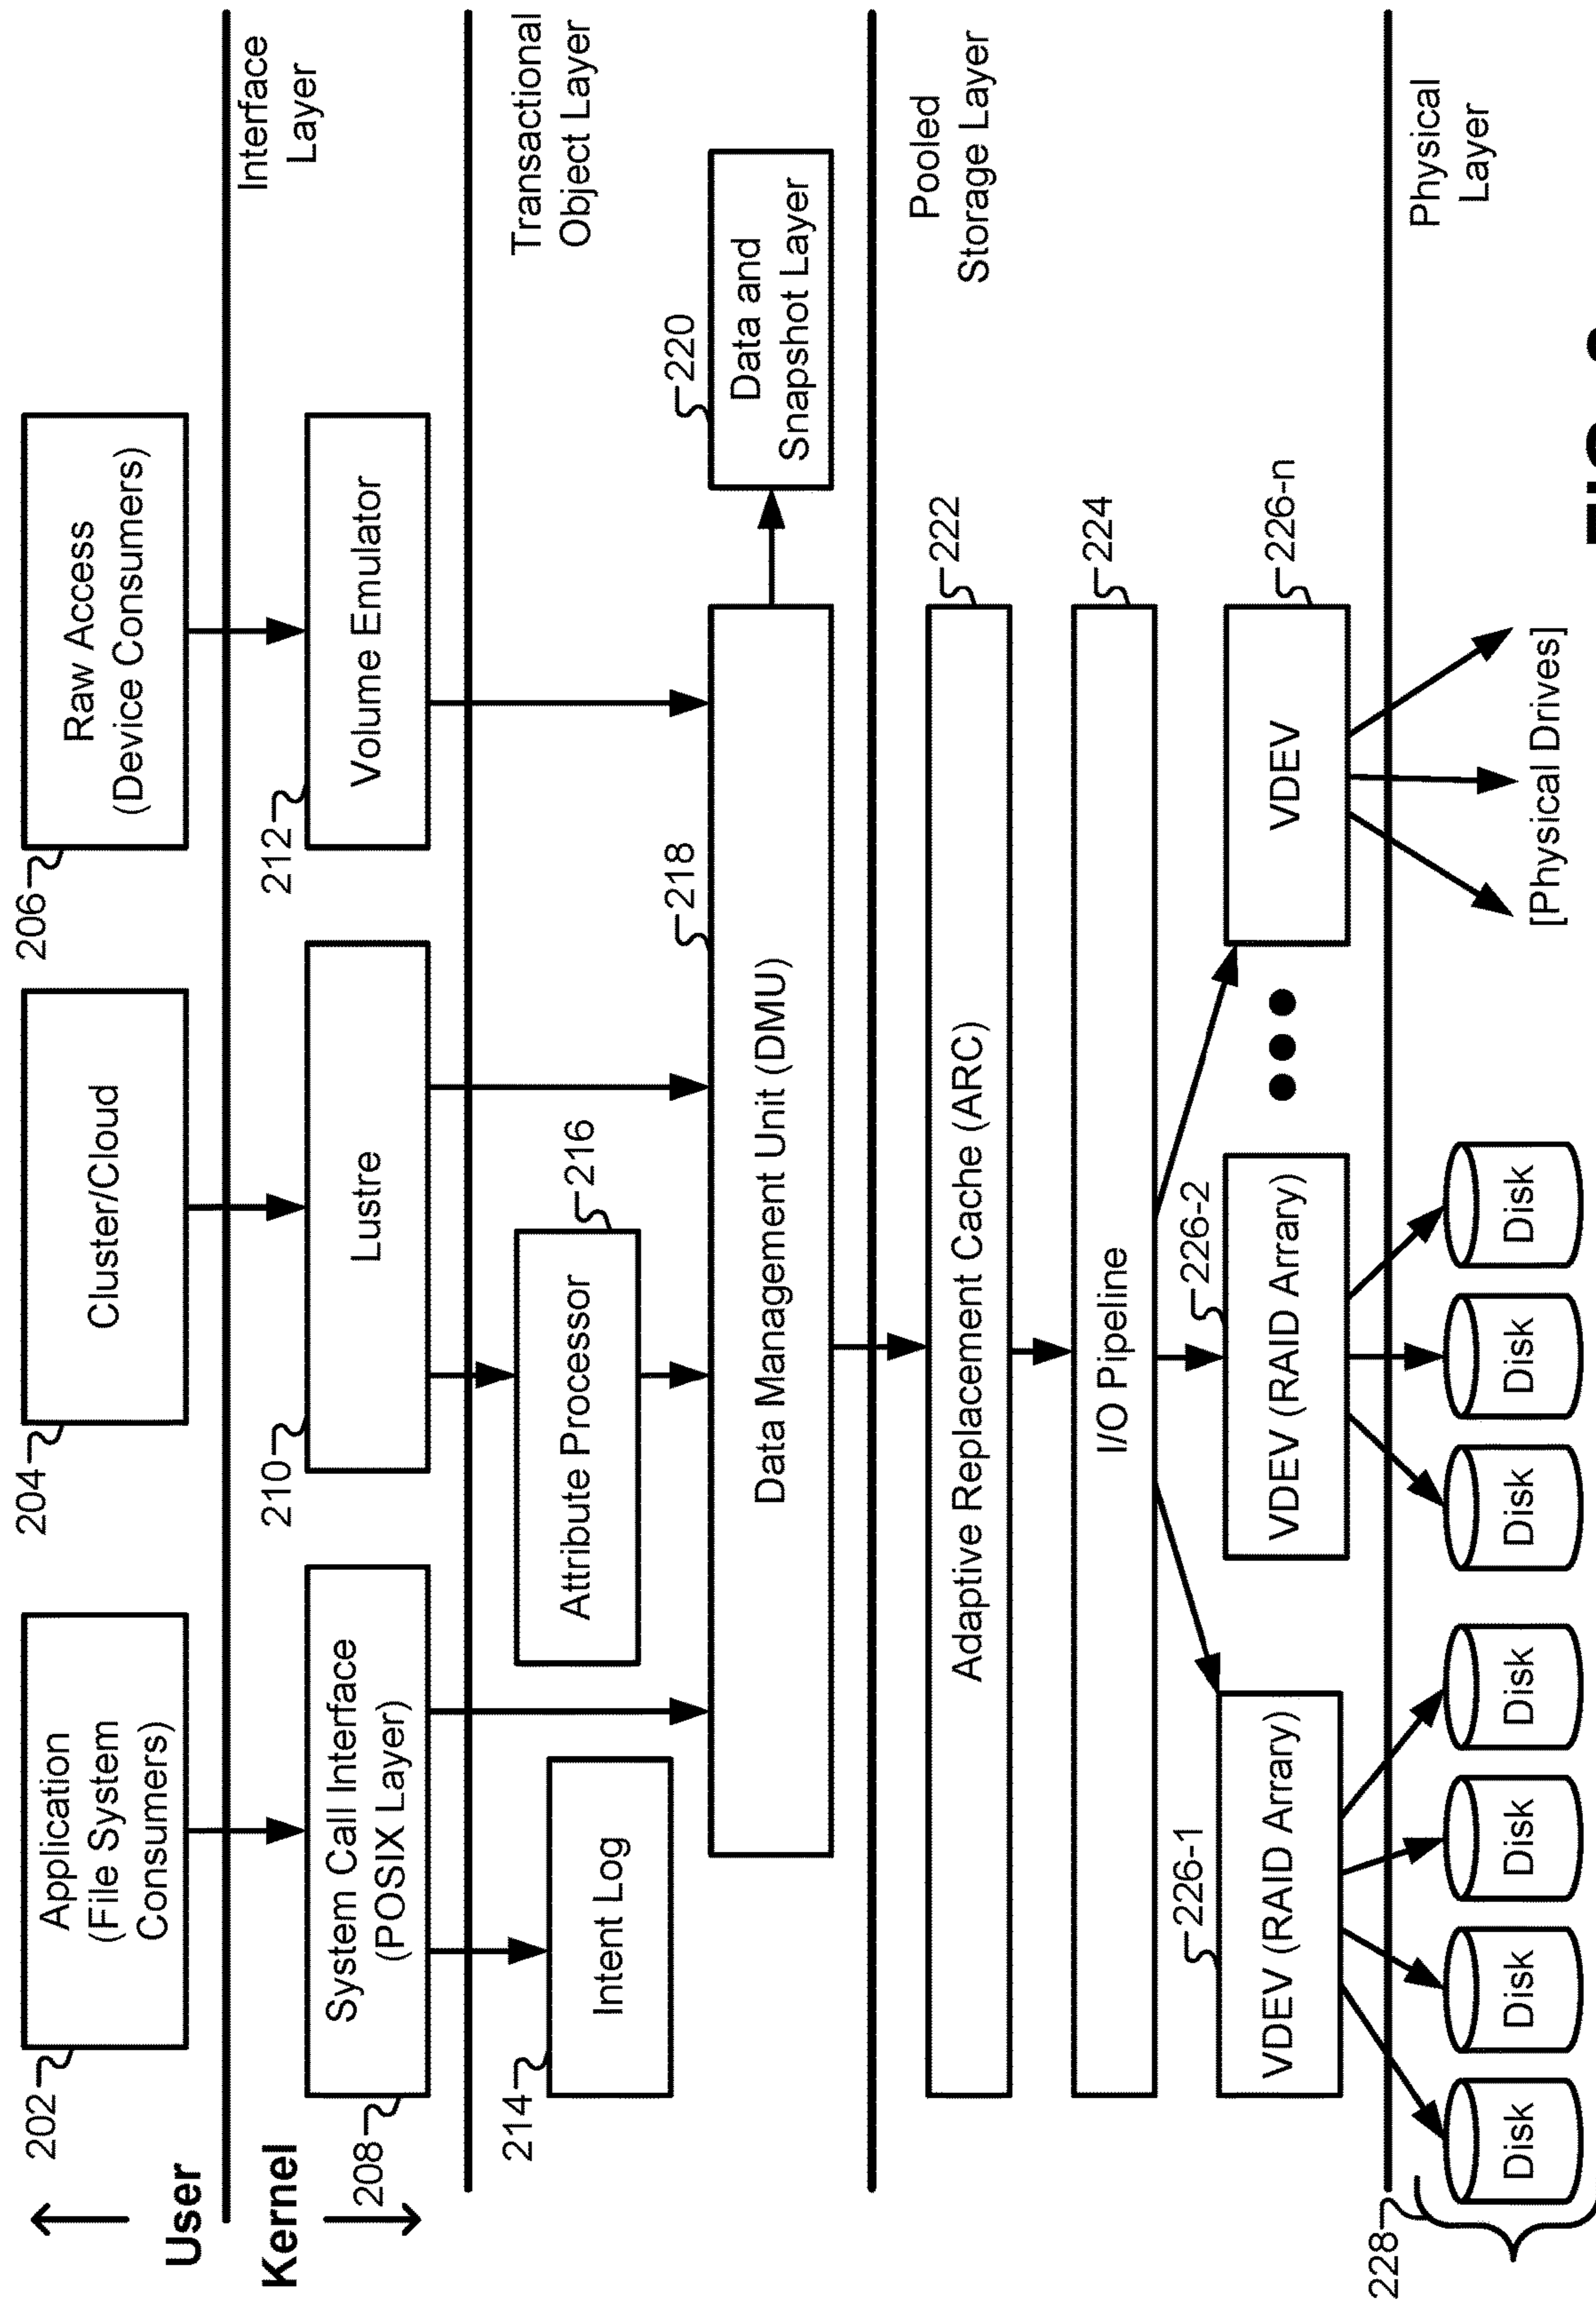 202
Application
(File System
Consumers)
204
Cluster/Cloud
206
Raw Access
(Device Consumers)
User
Kernel
Interface
Layer
208
System Call Interface
(POSIX Layer)
210
Lustre
212
Volume Emulator
Transactional
Object Layer
214
Intent Log
Attribute Processor
216
218
Data Management Unit (DMU)
220
Data and
Snapshot Layer
Pooled
Storage Layer
Adaptive Replacement Cache (ARC)
222
I/O Pipeline
224
226-1
VDEV (RAID Arrary)
226-2
VDEV (RAID Arrary)
VDEV
226-n
Physical
Layer
228
Disk
Disk
Disk
Disk
Disk
Disk
Disk
[Physical Drives]